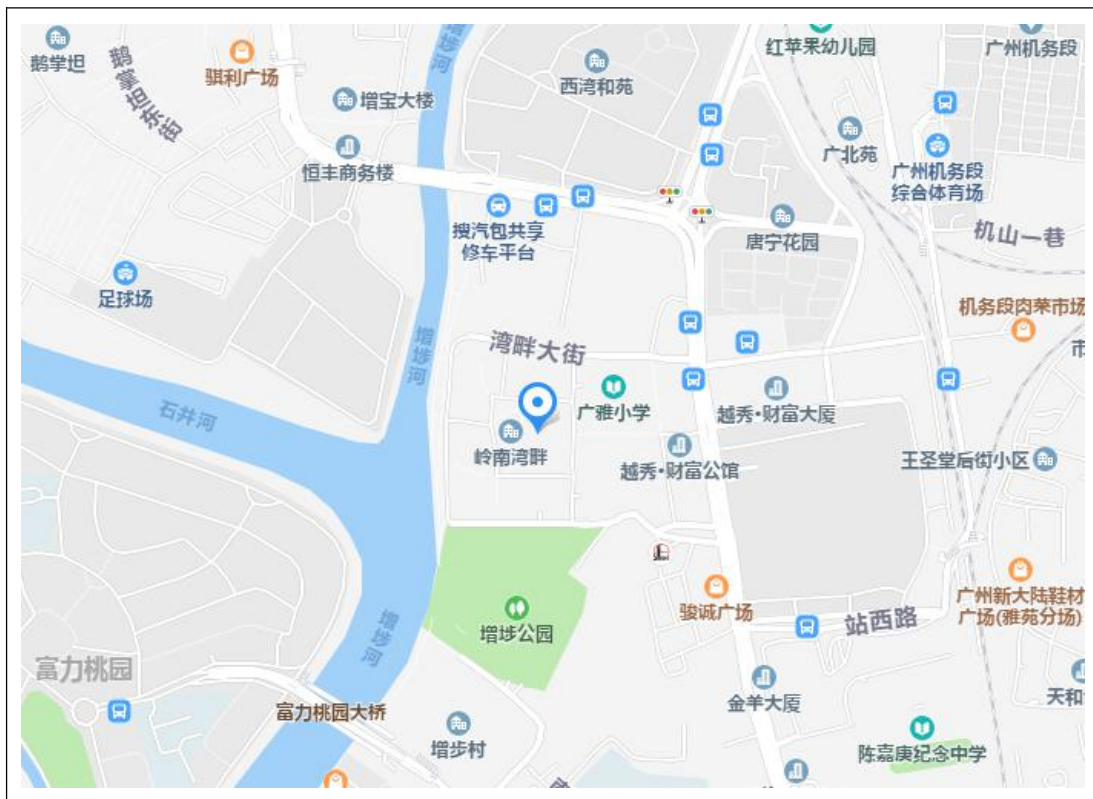 红苹果幼儿园
广州机务段
鹅掌坦
骐利广场
鹅掌坦东街
增埗河
增宝大楼
西湾和苑
恒丰商务楼
广北苑
广州机务段
综合体育场
搜汽包共享
修车平台
唐宁花园
机山一巷
足球场
机务段肉菜市场
市
增埗河
湾畔大街
石井河
广雅小学
越秀•财富大厦
岭南湾畔
越秀•财富公馆
王圣堂后街小区
增埗公园
骏诚广场
站西路
广州新大陆鞋材
广场(雅苑分场)
增埗河
富力桃园
富力桃园大桥
增步村
金羊大厦
天和
陈嘉庚纪念中学